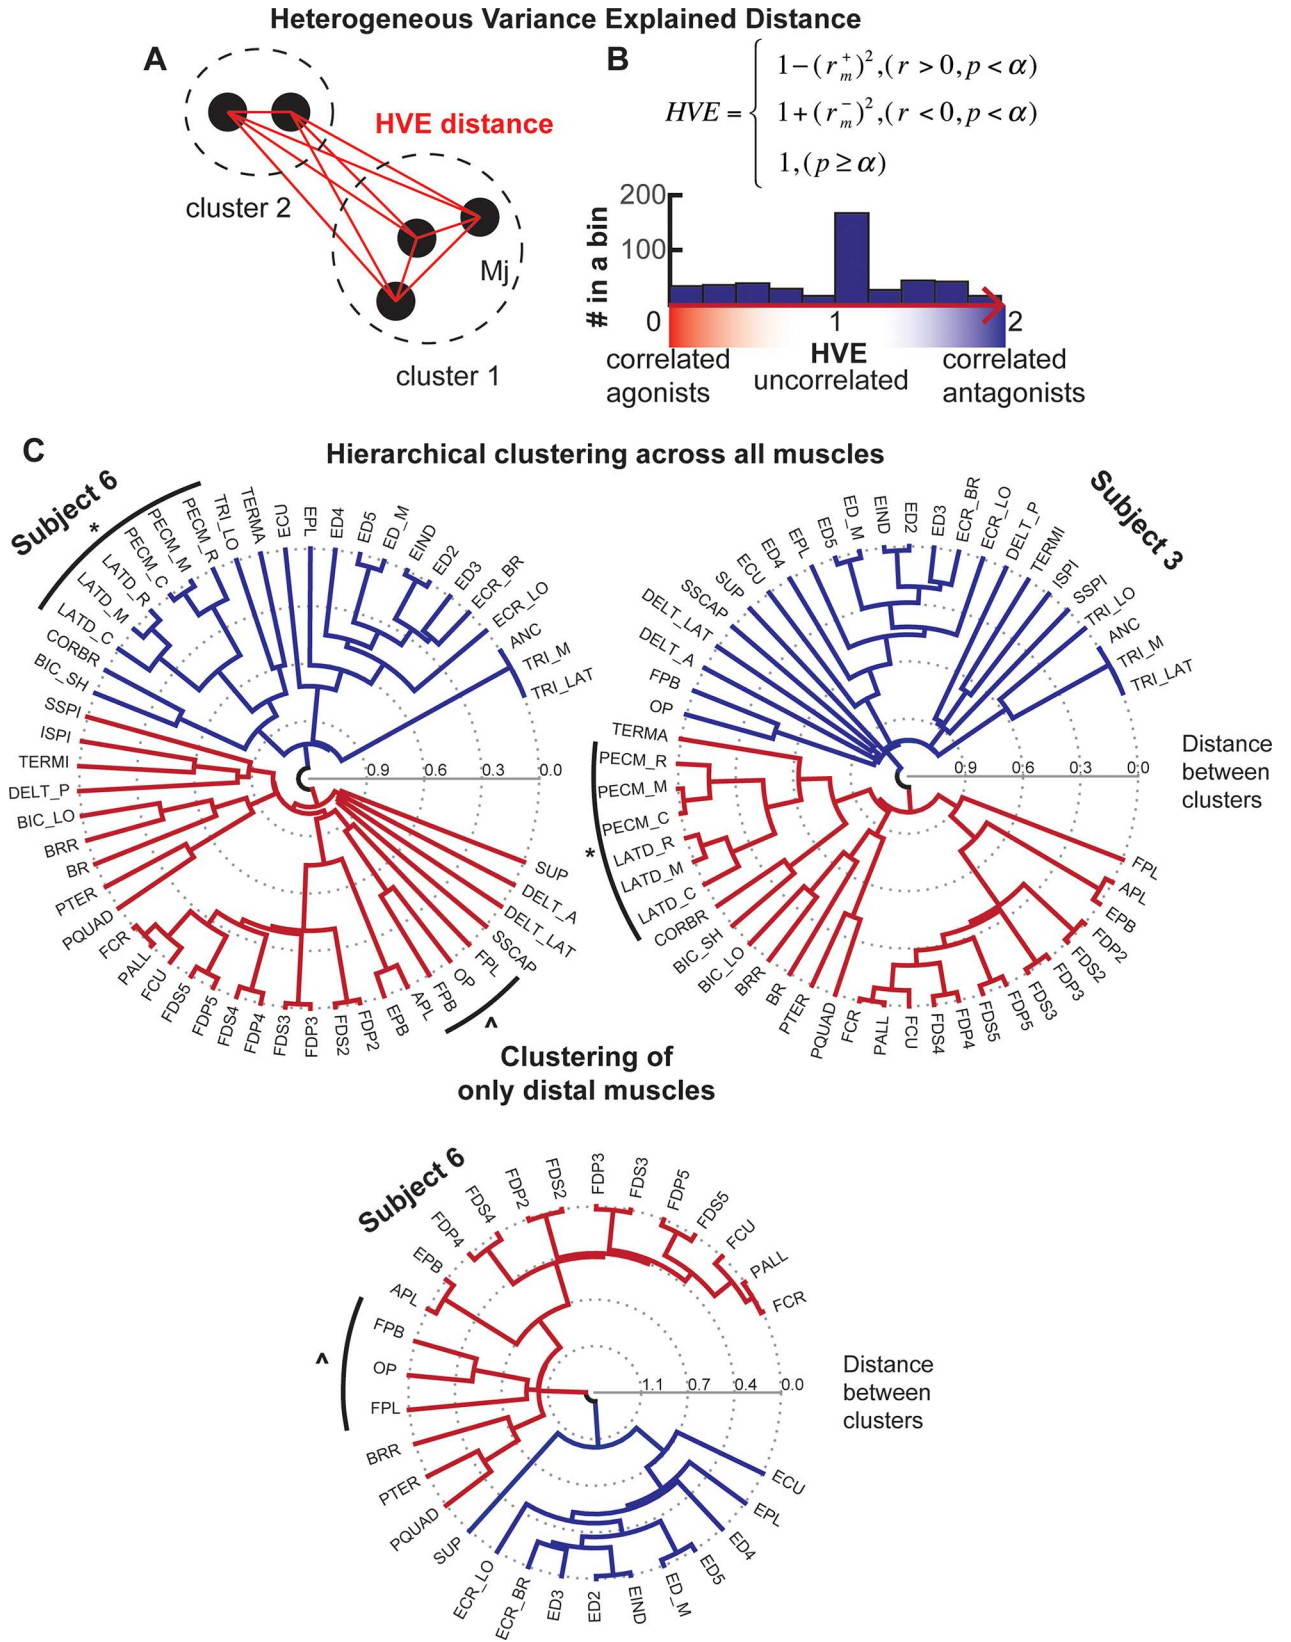 Heterogeneous Variance Explained Distance
A
HVE distance
cluster 2
Mj
cluster 1
B
HVE =
1−(r_m^+)^2,(r > 0, p < α)
1+(r_m^−)^2,(r < 0, p < α)
1,(p ≥ α)
# in a bin
200
100
0
1
2
correlated
agonists
HVE
uncorrelated
correlated
antagonists
C
Hierarchical clustering across all muscles
Subject 6
*
SSPI
BIC_SH
CORBR
LATD_C
LATD_M
LATD_R
PECM_C
PECM_M
PECM_R
TRI_LO
TERMA
ECU
EPL
ED4
ED5
ED_M
EIND
ED2
ED3
ECR_BR
ECR_LO
ANC
TRI_M
TRI_LAT
0.9
0.6
0.3
0.0
SUP
DELT_A
DELT_LAT
SSCAP
FPL
OP
FPB
APL
EPB
FDP2
FDS2
FDP3
FDS3
FDP4
FDS4
FDP5
FDS5
FCU
PALL
FCR
PQUAD
PTER
BR
BRR
BIC_LO
DELT_P
TERMI
ISPI
^
Subject 3
*
TERMA
OP
FPB
DELT_A
DELT_LAT
SSCAP
SUP
ECU
ED4
EPL
ED5
ED_M
EIND
ED2
ED3
ECR_BR
ECR_LO
DELT_P
TERMI
ISPI
SSPI
TRI_LO
ANC
TRI_M
TRI_LAT
0.9
0.6
0.3
0.0
Distance
between
clusters
FPL
APL
EPB
FDP2
FDS2
FDP3
FDS3
FDP5
FDS5
FDP4
FDS4
FCU
PALL
FCR
PQUAD
PTER
BR
BRR
BIC_LO
BIC_SH
CORBR
LATD_C
LATD_M
LATD_R
PECM_C
PECM_M
PECM_R
Clustering of
only distal muscles
Subject 6
^
FPL
OP
FPB
APL
EPB
FDP4
FDS4
FDP2
FDS2
FDP3
FDS3
FDP5
FDS5
FCU
PALL
FCR
1.1
0.7
0.4
0.0
Distance
between
clusters
ECU
EPL
ED4
ED5
ED_M
EIND
ED2
ED3
ECR_BR
ECR_LO
SUP
PQUAD
PTER
BRR